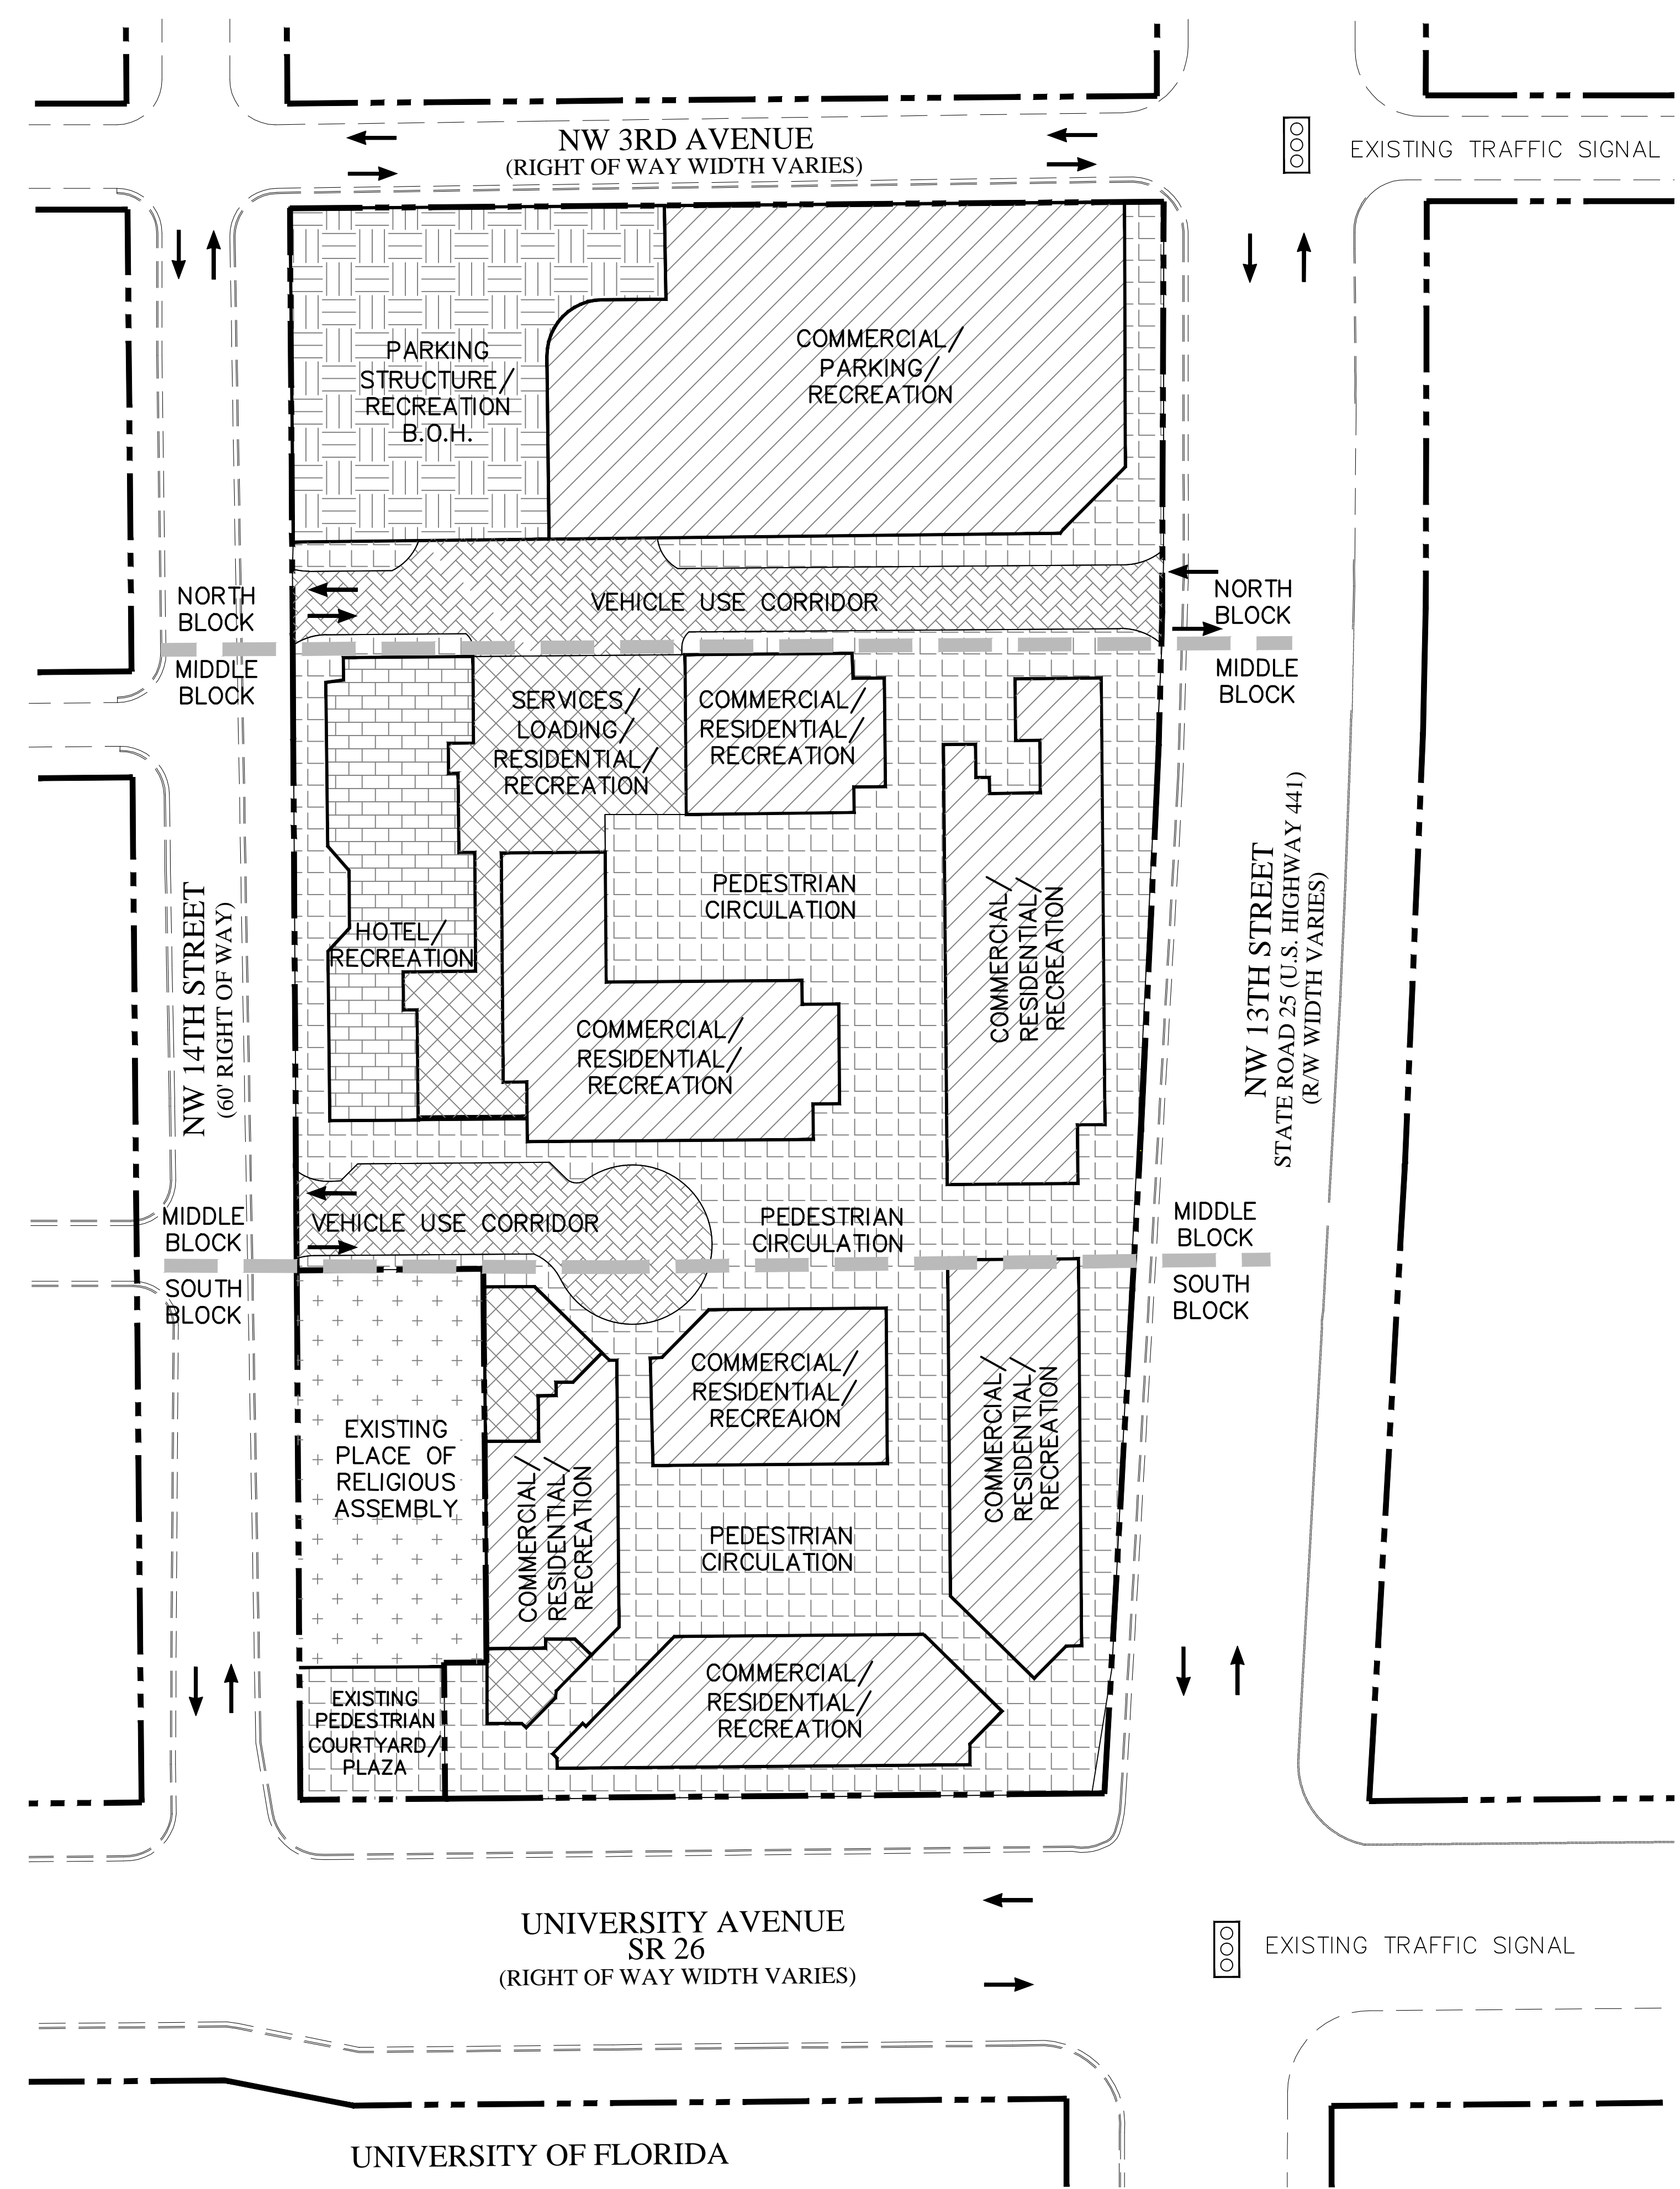 NW 3RD AVENUE
(RIGHT OF WAY WIDTH VARIES)
EXISTING TRAFFIC SIGNAL
PARKING
STRUCTURE/
RECREATION
B.O.H.
COMMERCIAL/
PARKING/
RECREATION
NORTH
BLOCK
VEHICLE USE CORRIDOR
NORTH
BLOCK
MIDDLE
BLOCK
MIDDLE
BLOCK
SERVICES/
LOADING/
RESIDENTIAL/
RECREATION
COMMERCIAL/
RESIDENTIAL/
RECREATION
HOTEL/
RECREATION
PEDESTRIAN
CIRCULATION
COMMERCIAL/
RESIDENTIAL/
RECREATION
COMMERCIAL/
RESIDENTIAL/
RECREATION
NW 14TH STREET
(60' RIGHT OF WAY)
NW 13TH STREET
STATE ROAD 25 (U.S. HIGHWAY 441)
(R/W WIDTH VARIES)
MIDDLE
BLOCK
VEHICLE USE CORRIDOR
PEDESTRIAN
CIRCULATION
MIDDLE
BLOCK
SOUTH
BLOCK
SOUTH
BLOCK
EXISTING
PLACE OF
RELIGIOUS
ASSEMBLY
COMMERCIAL/
RESIDENTIAL/
RECREATION
COMMERCIAL/
RESIDENTIAL/
RECREAION
COMMERCIAL/
RESIDENTIAL/
RECREATION
PEDESTRIAN
CIRCULATION
EXISTING
PEDESTRIAN
COURTYARD/
PLAZA
COMMERCIAL/
RESIDENTIAL/
RECREATION
UNIVERSITY AVENUE
SR 26
(RIGHT OF WAY WIDTH VARIES)
EXISTING TRAFFIC SIGNAL
UNIVERSITY OF FLORIDA